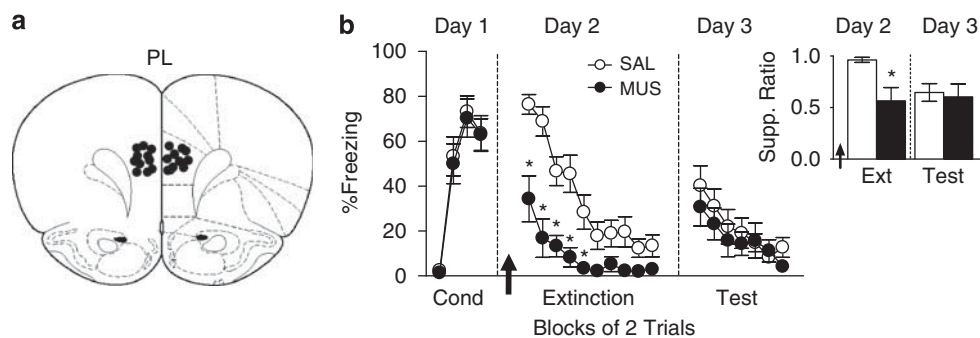 a
PL
b
Day 1
Day 2
Day 3
%Freezing
100
80
60
40
20
0
SAL
MUS
*
*
*
*
*
Cond
Extinction
Test
Blocks of 2 Trials
Day 2
Day 3
Supp. Ratio
1.0
0.5
0.0
*
Ext
Test